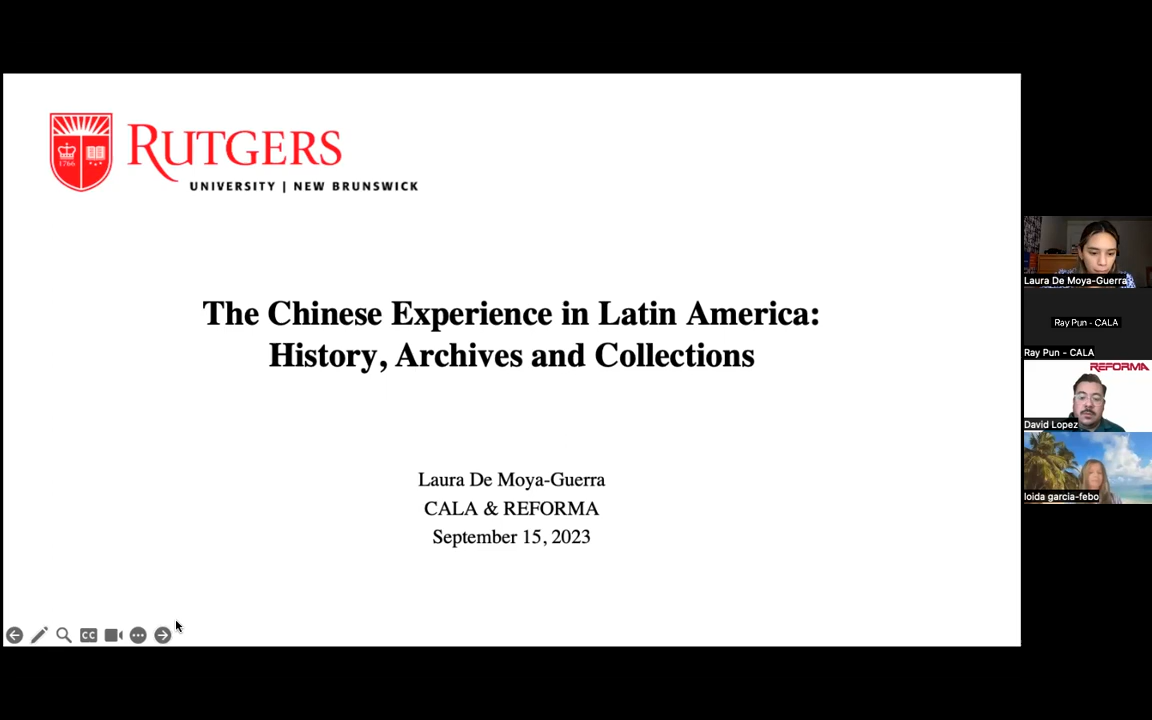 1766
RUTGERS
UNIVERSITY | NEW BRUNSWICK
The Chinese Experience in Latin America:
History, Archives and Collections
Laura De Moya-Guerra
CALA & REFORMA
September 15, 2023
CC
Laura De Moya-Guerra
Ray Pun - CALA
Ray Pun - CALA
REFORMA
David Lopez
loida garcia-febo